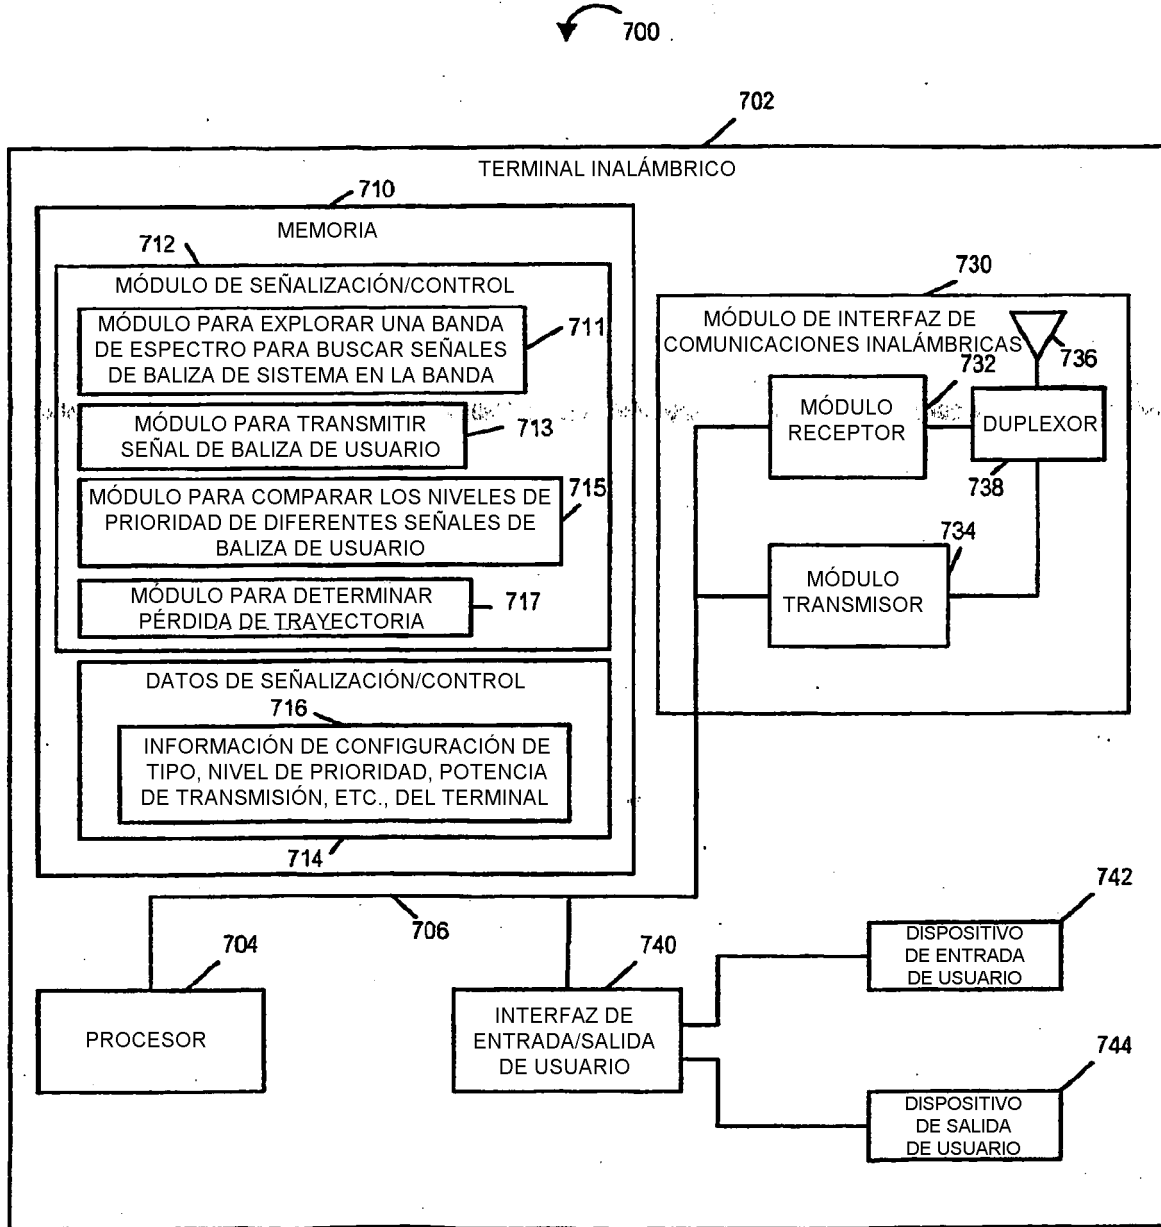 700
702
TERMINAL INALÁMBRICO
710
MEMORIA
712
MÓDULO DE SEÑALIZACIÓN/CONTROL
MÓDULO PARA EXPLORAR UNA BANDA
DE ESPECTRO PARA BUSCAR SEÑALES
DE BALIZA DE SISTEMA EN LA BANDA
711
MÓDULO PARA TRANSMITIR
SEÑAL DE BALIZA DE USUARIO
713
MÓDULO PARA COMPARAR LOS NIVELES DE
PRIORIDAD DE DIFERENTES SEÑALES DE
BALIZA DE USUARIO
715
MÓDULO PARA DETERMINAR
PÉRDIDA DE TRAYECTORIA
717
DATOS DE SEÑALIZACIÓN/CONTROL
716
INFORMACIÓN DE CONFIGURACIÓN DE
TIPO, NIVEL DE PRIORIDAD, POTENCIA
DE TRANSMISIÓN, ETC., DEL TERMINAL
714
730
MÓDULO DE INTERFAZ DE
COMUNICACIONES INALÁMBRICAS
736
732
MÓDULO
RECEPTOR
DUPLEXOR
738
734
MÓDULO
TRANSMISOR
706
704
PROCESOR
740
INTERFAZ DE
ENTRADA/SALIDA
DE USUARIO
742
DISPOSITIVO
DE ENTRADA
DE USUARIO
744
DISPOSITIVO
DE SALIDA
DE USUARIO